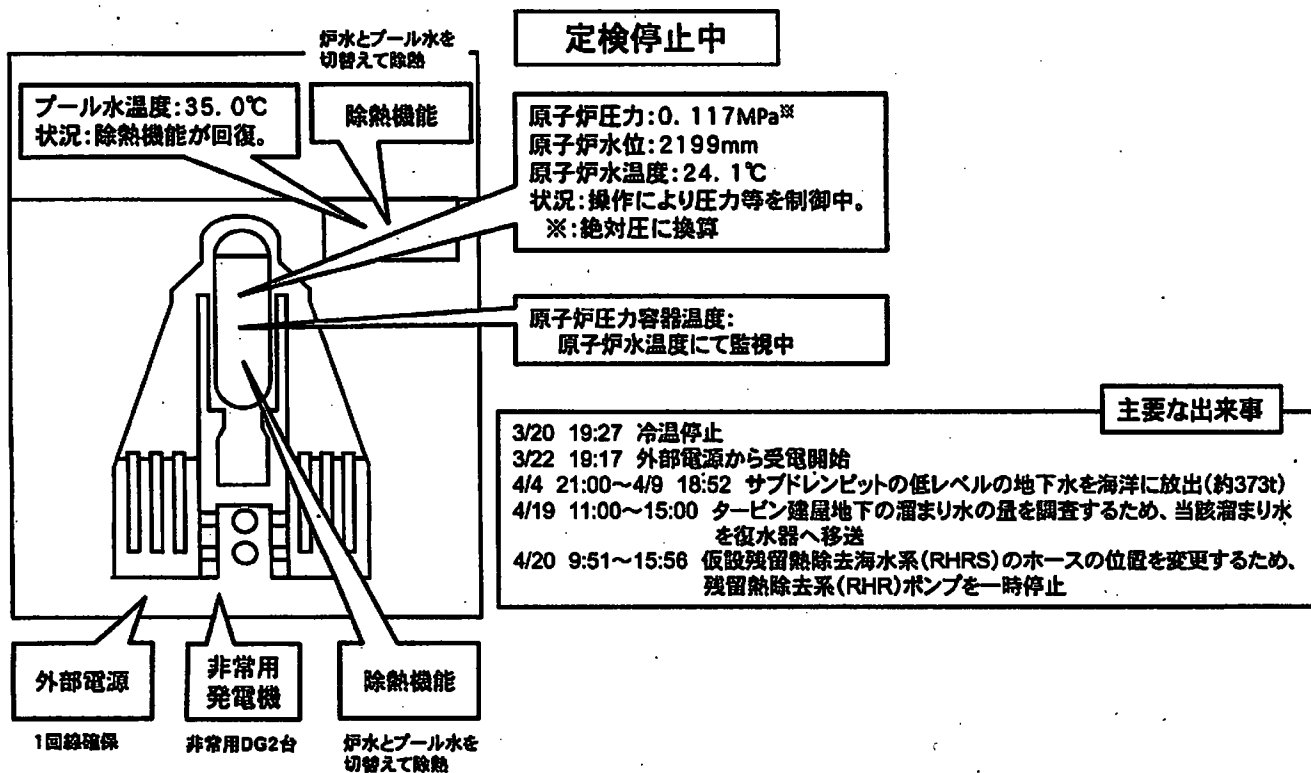 炉水とプール水を
切替えて除熱
定検停止中
プール水温度:35.0℃
状況:除熱機能が回復。
除熱機能
原子炉圧力:0.117MPa※
原子炉水位:2199mm
原子炉水温度:24.1℃
状況:操作により圧力等を制御中。
※:絶対圧に換算
原子炉圧力容器温度:
原子炉水温度にて監視中
主要な出来事
3/20 19:27 冷温停止
3/22 19:17 外部電源から受電開始
4/4 21:00~4/9 18:52 サブドレンピットの低レベルの地下水を海洋に放出(約373t)
4/19 11:00~15:00 タービン建屋地下の溜まり水の量を調査するため、当該溜まり水
を復水器へ移送
4/20 9:51~15:56 仮設残留熱除去海水系(RHRS)のホースの位置を変更するため、
残留熱除去系(RHR)ポンプを一時停止
外部電源
1回線確保
非常用
発電機
非常用DG2台
除熱機能
炉水とプール水を
切替えて除熱